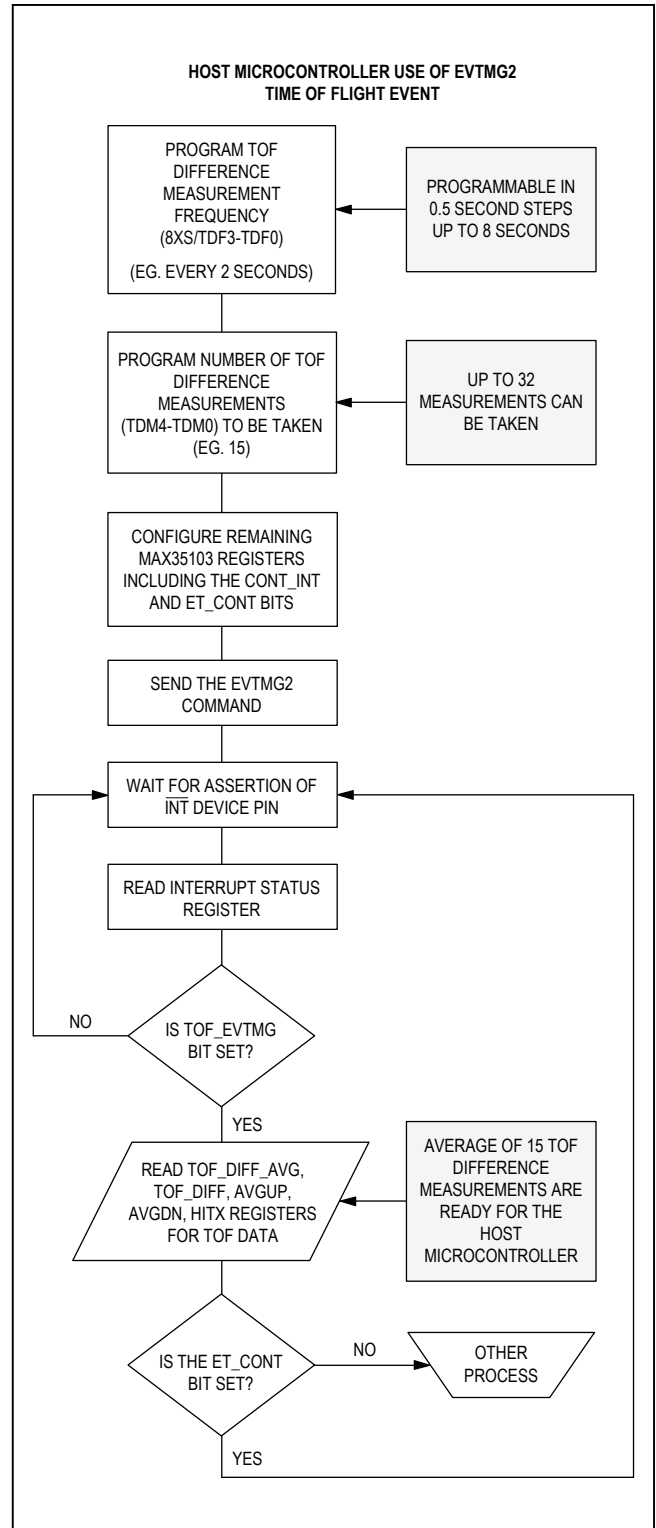 HOST MICROCONTROLLER USE OF EVTMG2
TIME OF FLIGHT EVENT
PROGRAM TOF
DIFFERENCE
MEASUREMENT
FREQUENCY
(8XS/TDF3-TDF0)
(EG. EVERY 2 SECONDS)
PROGRAMMABLE IN
0.5 SECOND STEPS
UP TO 8 SECONDS
PROGRAM NUMBER OF TOF
DIFFERENCE
MEASUREMENTS
(TDM4-TDM0) TO BE TAKEN
(EG. 15)
UP TO 32
MEASUREMENTS CAN
BE TAKEN
CONFIGURE REMAINING
MAX35103 REGISTERS
INCLUDING THE CONT_INT
AND ET_CONT BITS
SEND THE EVTMG2
COMMAND
WAIT FOR ASSERTION OF
INT DEVICE PIN
READ INTERRUPT STATUS
REGISTER
NO
IS TOF_EVTMG
BIT SET?
YES
READ TOF_DIFF_AVG,
TOF_DIFF, AVGUP,
AVGDN, HITX REGISTERS
FOR TOF DATA
AVERAGE OF 15 TOF
DIFFERENCE
MEASUREMENTS ARE
READY FOR THE
HOST
MICROCONTROLLER
IS THE ET_CONT
BIT SET?
NO
OTHER
PROCESS
YES